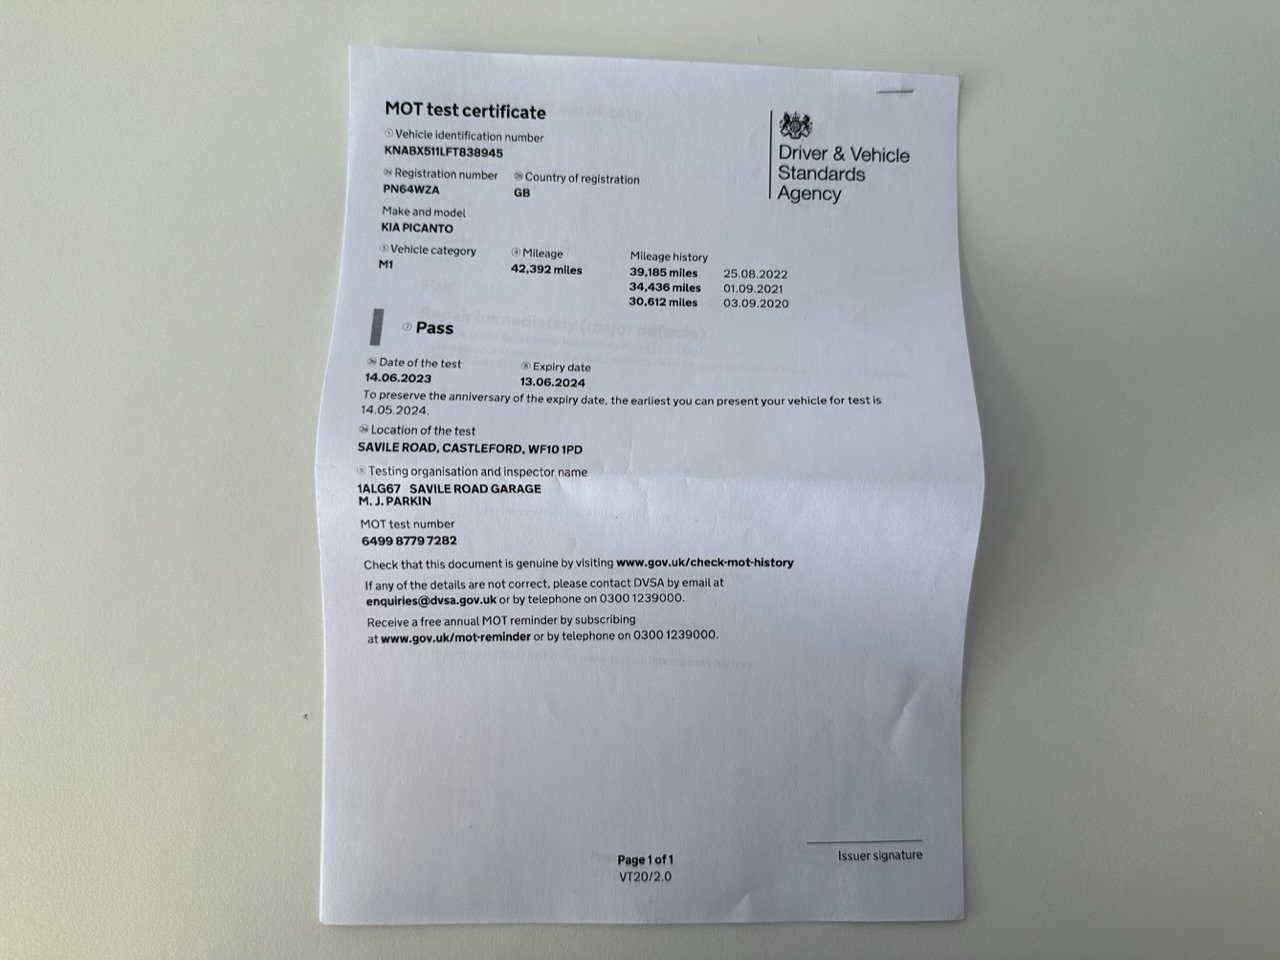 MOT test certificate
Driver & Vehicle
Standards
Agency
① Vehicle identification number
KNABX511LFT838945
Registration number
PN64WZA
Country of registration
GB
Make and model
KIA PICANTO
⑤ Vehicle category
M1
④ Mileage
42,392 miles
Mileage history
39,185 miles 25.08.2022
34,436 miles 01.09.2021
30,612 miles 03.09.2020
⑦ Pass
Date of the test
14.06.2023
⑧ Expiry date
13.06.2024
To preserve the anniversary of the expiry date, the earliest you can present your vehicle for test is
14.05.2024.
Location of the test
SAVILE ROAD, CASTLEFORD, WF10 1PD
⑨ Testing organisation and inspector name
1ALG67 SAVILE ROAD GARAGE
M. J. PARKIN
MOT test number
6499 8779 7282
Check that this document is genuine by visiting www.gov.uk/check-mot-history
If any of the details are not correct, please contact DVSA by email at
enquiries@dvsa.gov.uk or by telephone on 0300 1239000.
Receive a free annual MOT reminder by subscribing
at www.gov.uk/mot-reminder or by telephone on 0300 1239000.
Issuer signature
Page 1 of 1
VT20/2.0